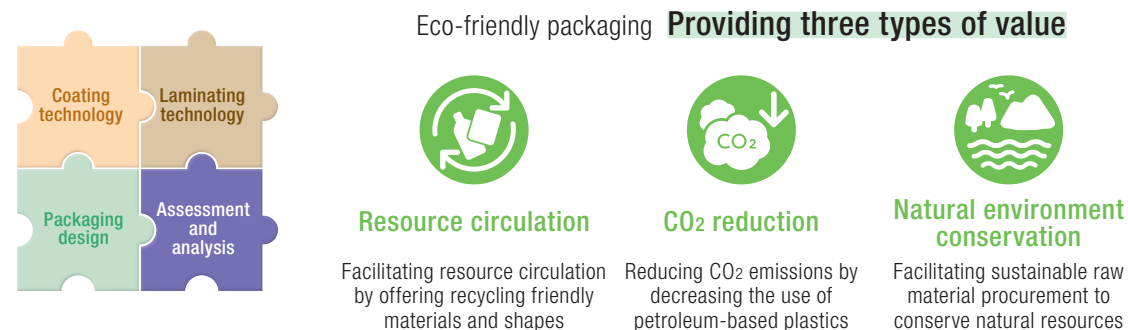 Eco-friendly packaging Providing three types of value
Coating
technology
Laminating
technology
Packaging
design
Assessment
and
analysis
CO2
Resource circulation
Facilitating resource circulation
by offering recycling friendly
materials and shapes
CO2 reduction
Reducing CO2 emissions by
decreasing the use of
petroleum-based plastics
Natural environment
conservation
Facilitating sustainable raw
material procurement to
conserve natural resources